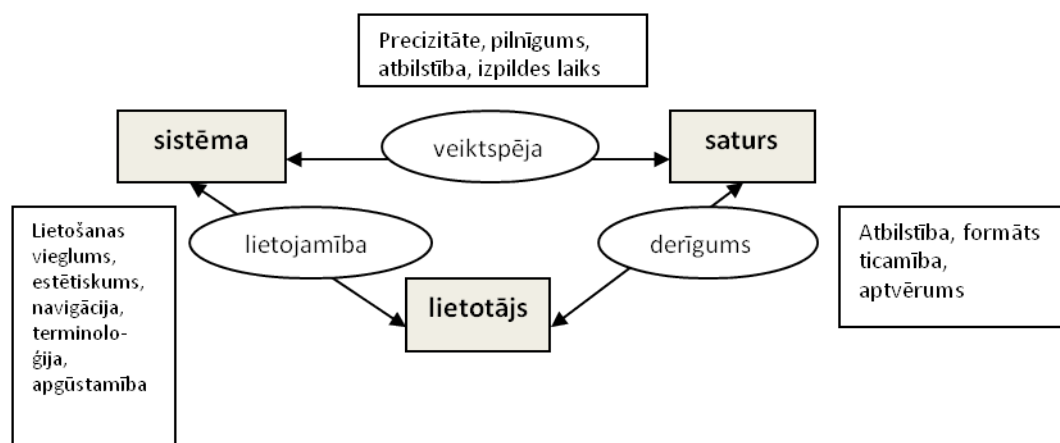 Precizitāte, pilnīgums,
atbilstība, izpildes laiks
sistēma
veiktspēja
saturs
Lietošanas
vieglums,
estētiskums,
navigācija,
terminolo-
ģija,
apgūstamība
lietojamība
derīgums
Atbilstība, formāts
ticamība,
aptvērums
lietotājs